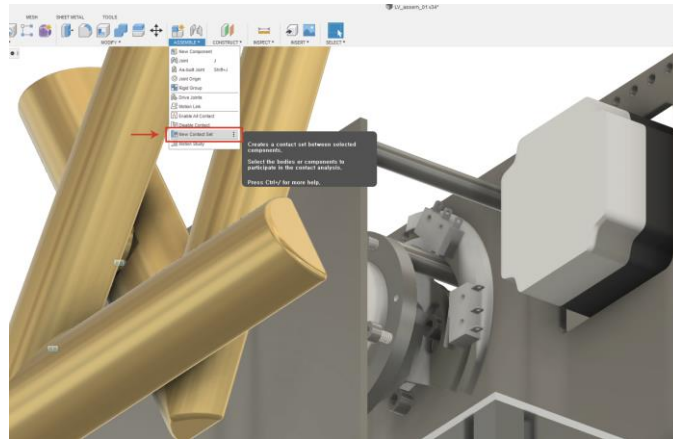 LV_assem_01 v34*
MESH
SHEET METAL
TOOLS
MODIFY ▾
ASSEMBLE ▾
CONSTRUCT ▾
INSPECT ▾
INSERT ▾
SELECT ▾
New Component
Joint J
As-built Joint Shift+J
Joint Origin
Rigid Group
Drive Joints
Motion Link
Enable All Contact
Disable Contact
New Contact Set
Motion Study
Creates a contact set between selected
components.
Select the bodies or components to
participate in the contact analysis.
Press Ctrl+/ for more help.